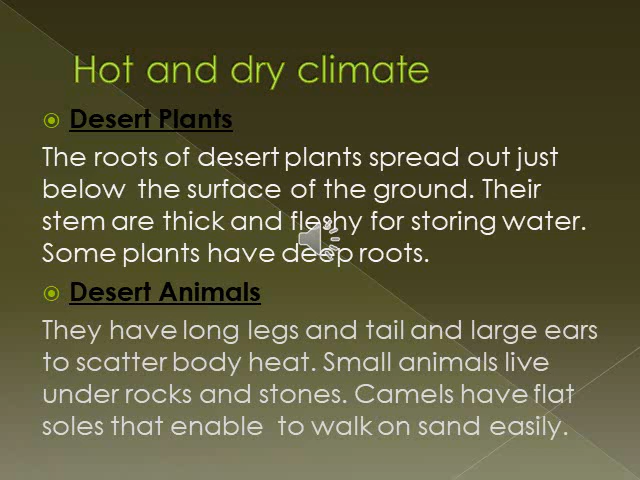 Hot and dry climate
Desert Plants
The roots of desert plants spread out just
below the surface of the ground. Their
stem are thick and fleshy for storing water.
Some plants have deep roots.
Desert Animals
They have long legs and tail and large ears
to scatter body heat. Small animals live
under rocks and stones. Camels have flat
soles that enable to walk on sand easily.